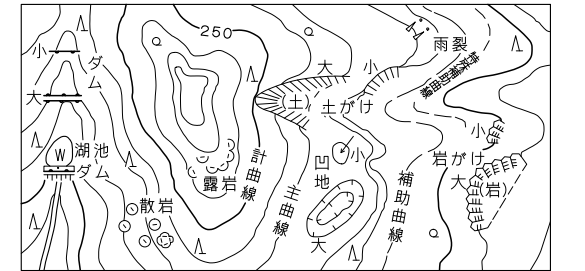 250
小
ダム
大
W
湖池
ダム
散岩
露岩
計曲線
主曲線
大 小
(土)
土がけ
凹地
小
大
補助曲線
雨裂
特殊補助曲線
小
岩がけ
大
(岩)